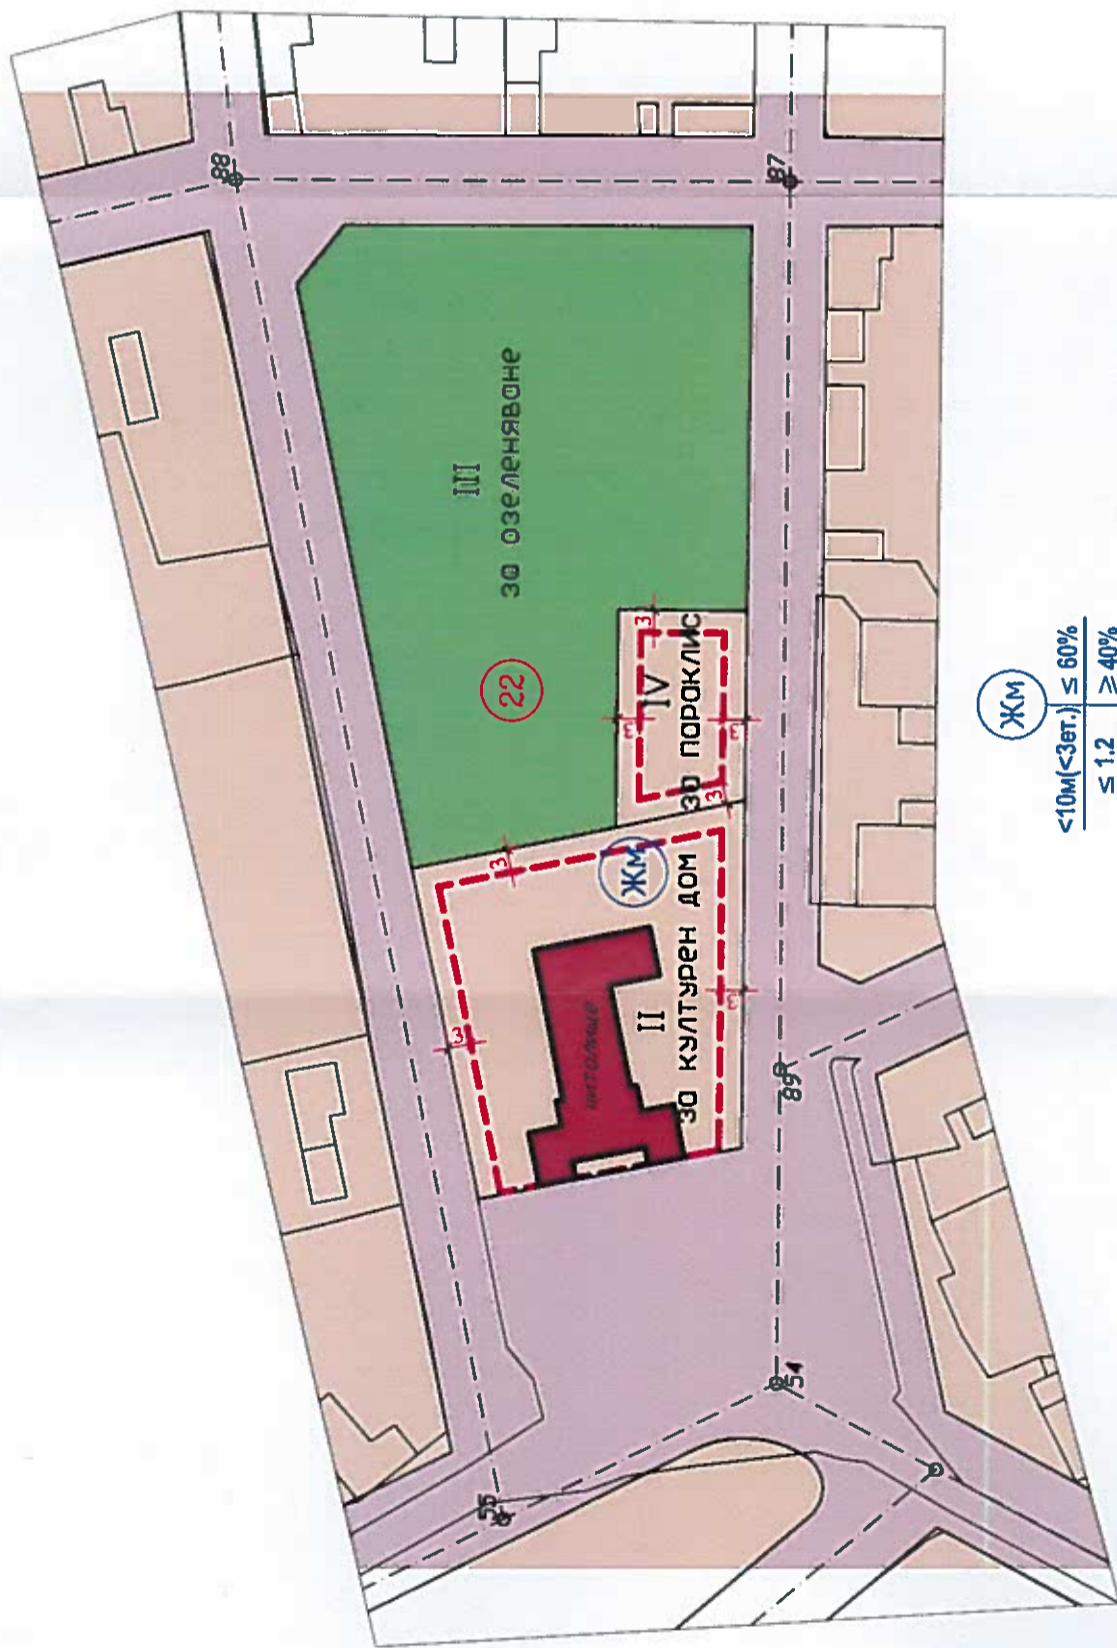 88
87
III
за озеленяване
22
3
IV
за параклис
3
3
3
3
ЖМ
II
за културен дом
читалище
3
3
89
54
55
ЖМ
<10м(<3ет.) ≤ 60%
≤ 1.2 ≥ 40%